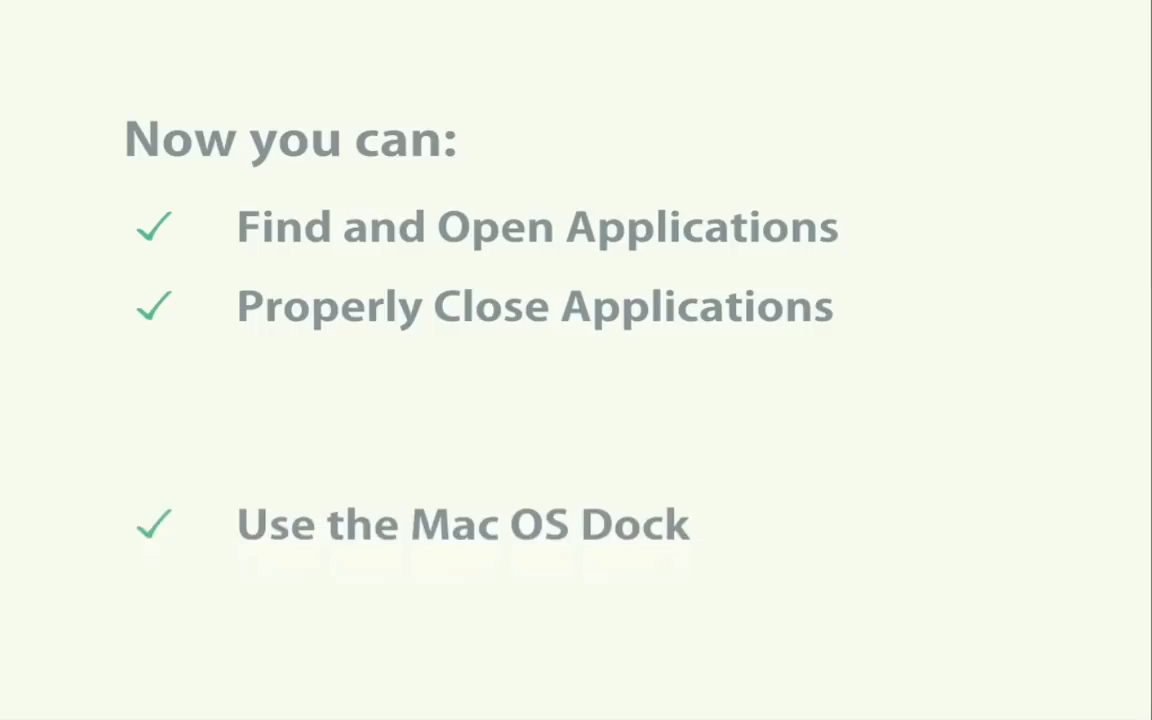 Now you can:
✓ Find and Open Applications
✓ Properly Close Applications
✓ Use the Mac OS Dock